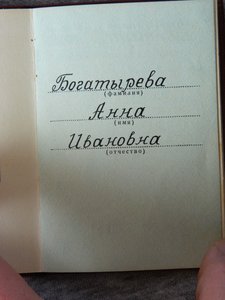 Богатырева
(фамилия)
Анна
(имя)
Ивановна
(отчество)